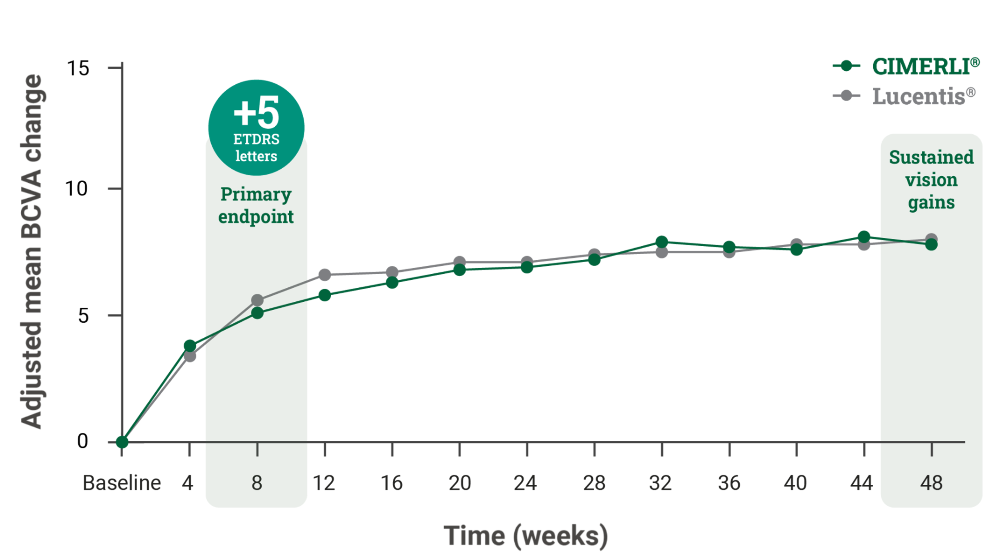 Adjusted mean BCVA change
15
10
5
0
+5
ETDRS
letters
Primary
endpoint
CIMERLI®
Lucentis®
Sustained
vision
gains
Baseline 4 8 12 16 20 24 28 32 36 40 44 48
Time (weeks)